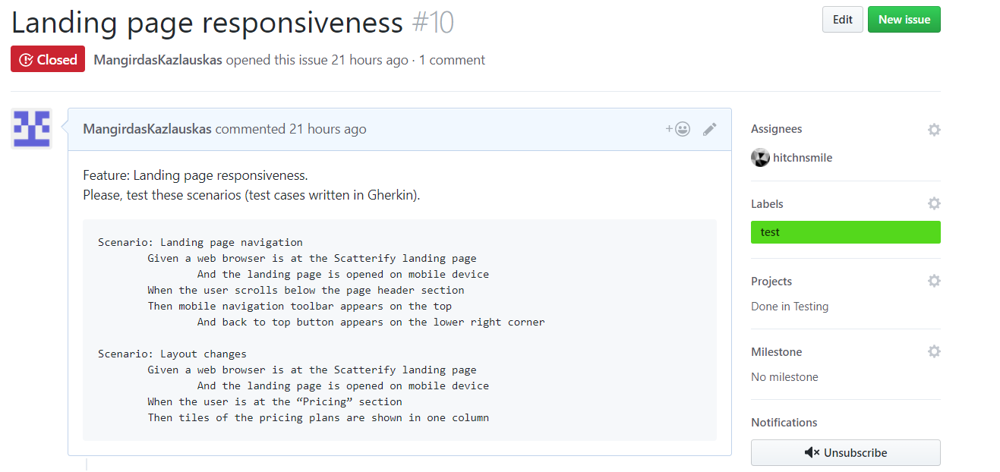 Landing page responsiveness #10
Edit
New issue
Closed
MangirdasKazlauskas opened this issue 21 hours ago · 1 comment
MangirdasKazlauskas commented 21 hours ago
Feature: Landing page responsiveness.
Please, test these scenarios (test cases written in Gherkin).
Scenario: Landing page navigation
Given a web browser is at the Scatterify landing page
And the landing page is opened on mobile device
When the user scrolls below the page header section
Then mobile navigation toolbar appears on the top
And back to top button appears on the lower right corner
Scenario: Layout changes
Given a web browser is at the Scatterify landing page
And the landing page is opened on mobile device
When the user is at the “Pricing” section
Then tiles of the pricing plans are shown in one column
Assignees
hitchnsmile
Labels
test
Projects
Done in Testing
Milestone
No milestone
Notifications
Unsubscribe